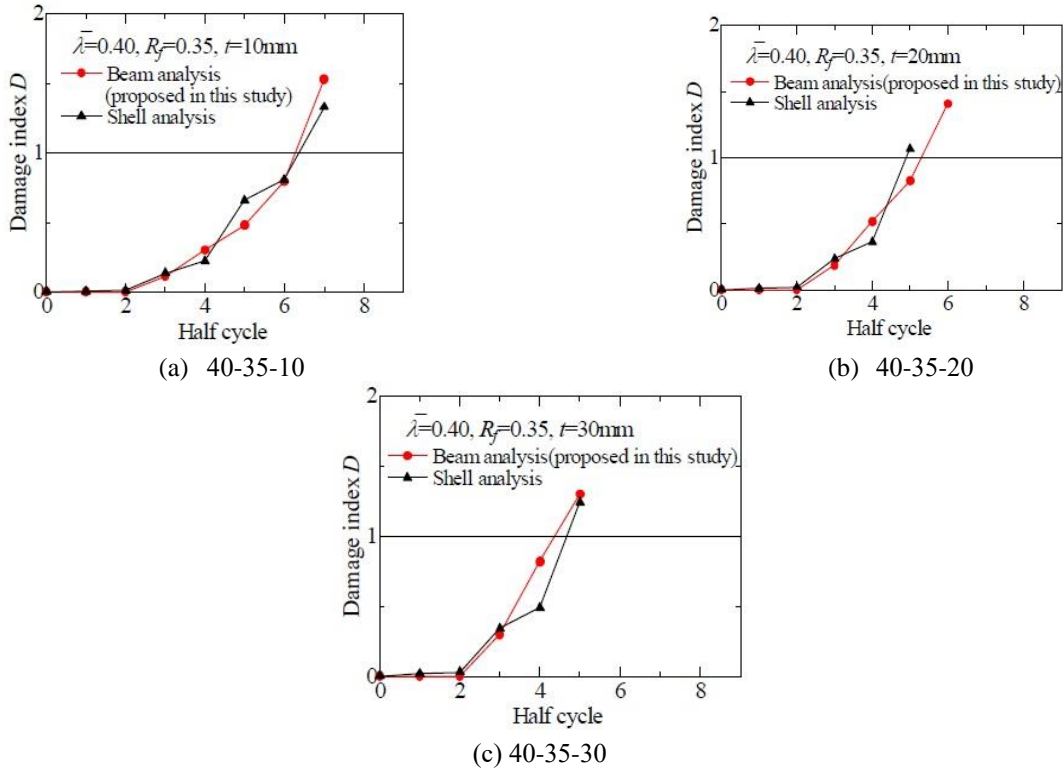 2
λ̅=0.40, R_f=0.35, t=10mm
Beam analysis
(proposed in this study)
Shell analysis
1
Damage index D
0
0 2 4 6 8
Half cycle
(a) 40-35-10
2
λ̅=0.40, R_f=0.35, t=20mm
Beam analysis(proposed in this study)
Shell analysis
1
Damage index D
0
0 2 4 6 8
Half cycle
(b) 40-35-20
2
λ̅=0.40, R_f=0.35, t=30mm
Beam analysis(proposed in this study)
Shell analysis
1
Damage index D
0
0 2 4 6 8
Half cycle
(c) 40-35-30